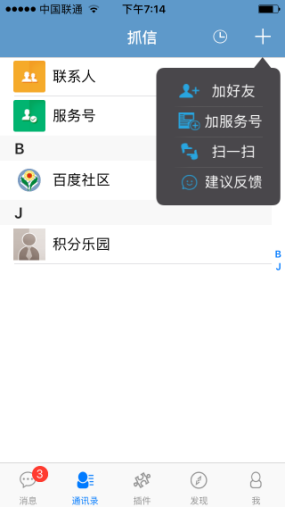 中国联通 下午7:14
抓信
联系人
加好友
服务号
加服务号
B
扫一扫
百度社区
建议反馈
J
积分乐园
B
J
3
消息 通讯录 插件 发现 我